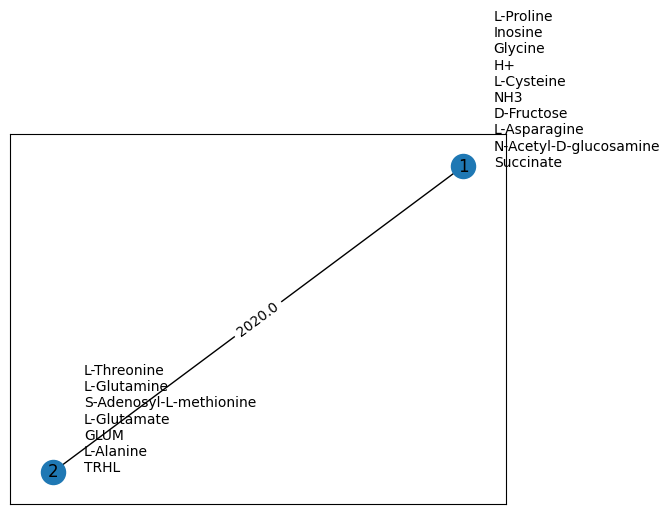 L-Proline
Inosine
Glycine
H+
L-Cysteine
NH3
D-Fructose
L-Asparagine
N-Acetyl-D-glucosamine
Succinate
1
2020.0
L-Threonine
L-Glutamine
S-Adenosyl-L-methionine
L-Glutamate
GLUM
L-Alanine
TRHL
2